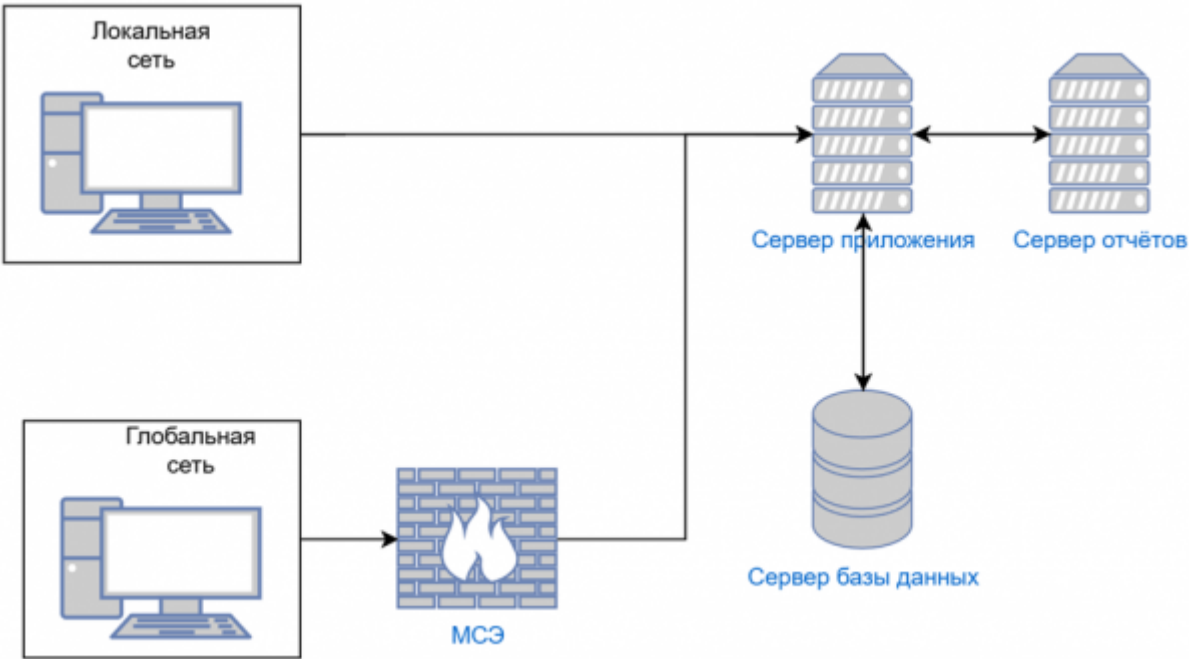 Локальная
сеть
Сервер приложения
Сервер отчётов
Глобальная
сеть
МСЭ
Сервер базы данных